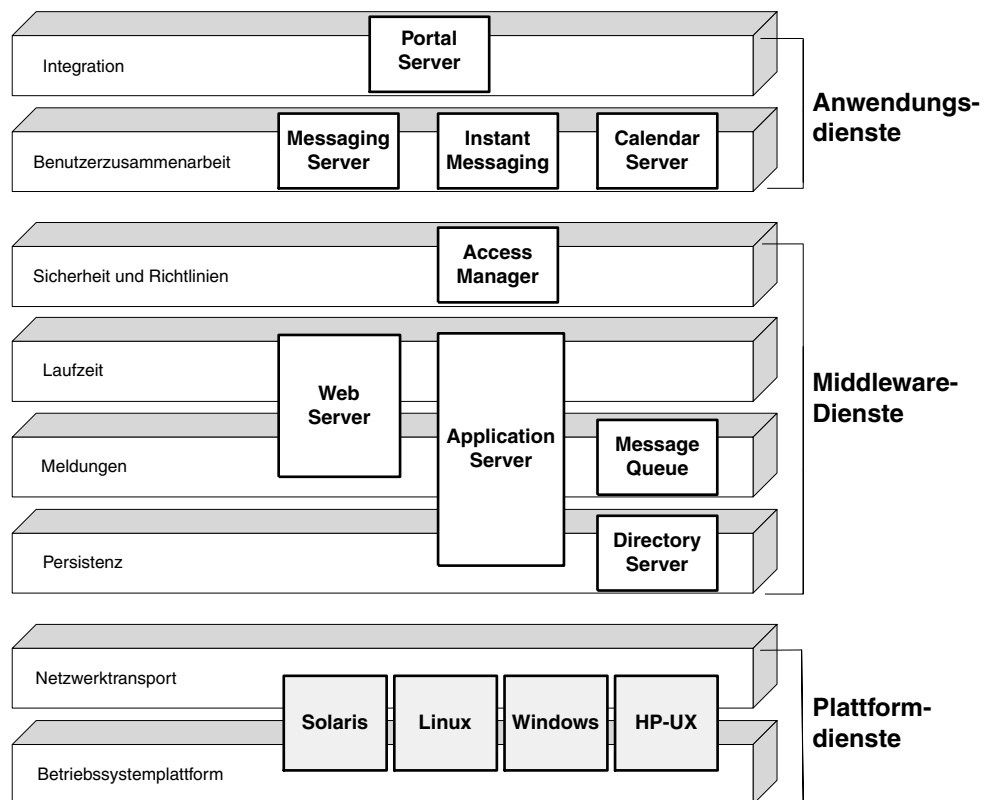 Portal
Server
Integration
Anwendungs-
dienste
Messaging
Server
Instant
Messaging
Calendar
Server
Benutzerzusammenarbeit
Access
Manager
Sicherheit und Richtlinien
Laufzeit
Web
Server
Middleware-
Dienste
Application
Server
Message
Queue
Meldungen
Directory
Server
Persistenz
Netzwerktransport
Solaris
Linux
Windows
HP-UX
Plattform-
dienste
Betriebssystemplattform